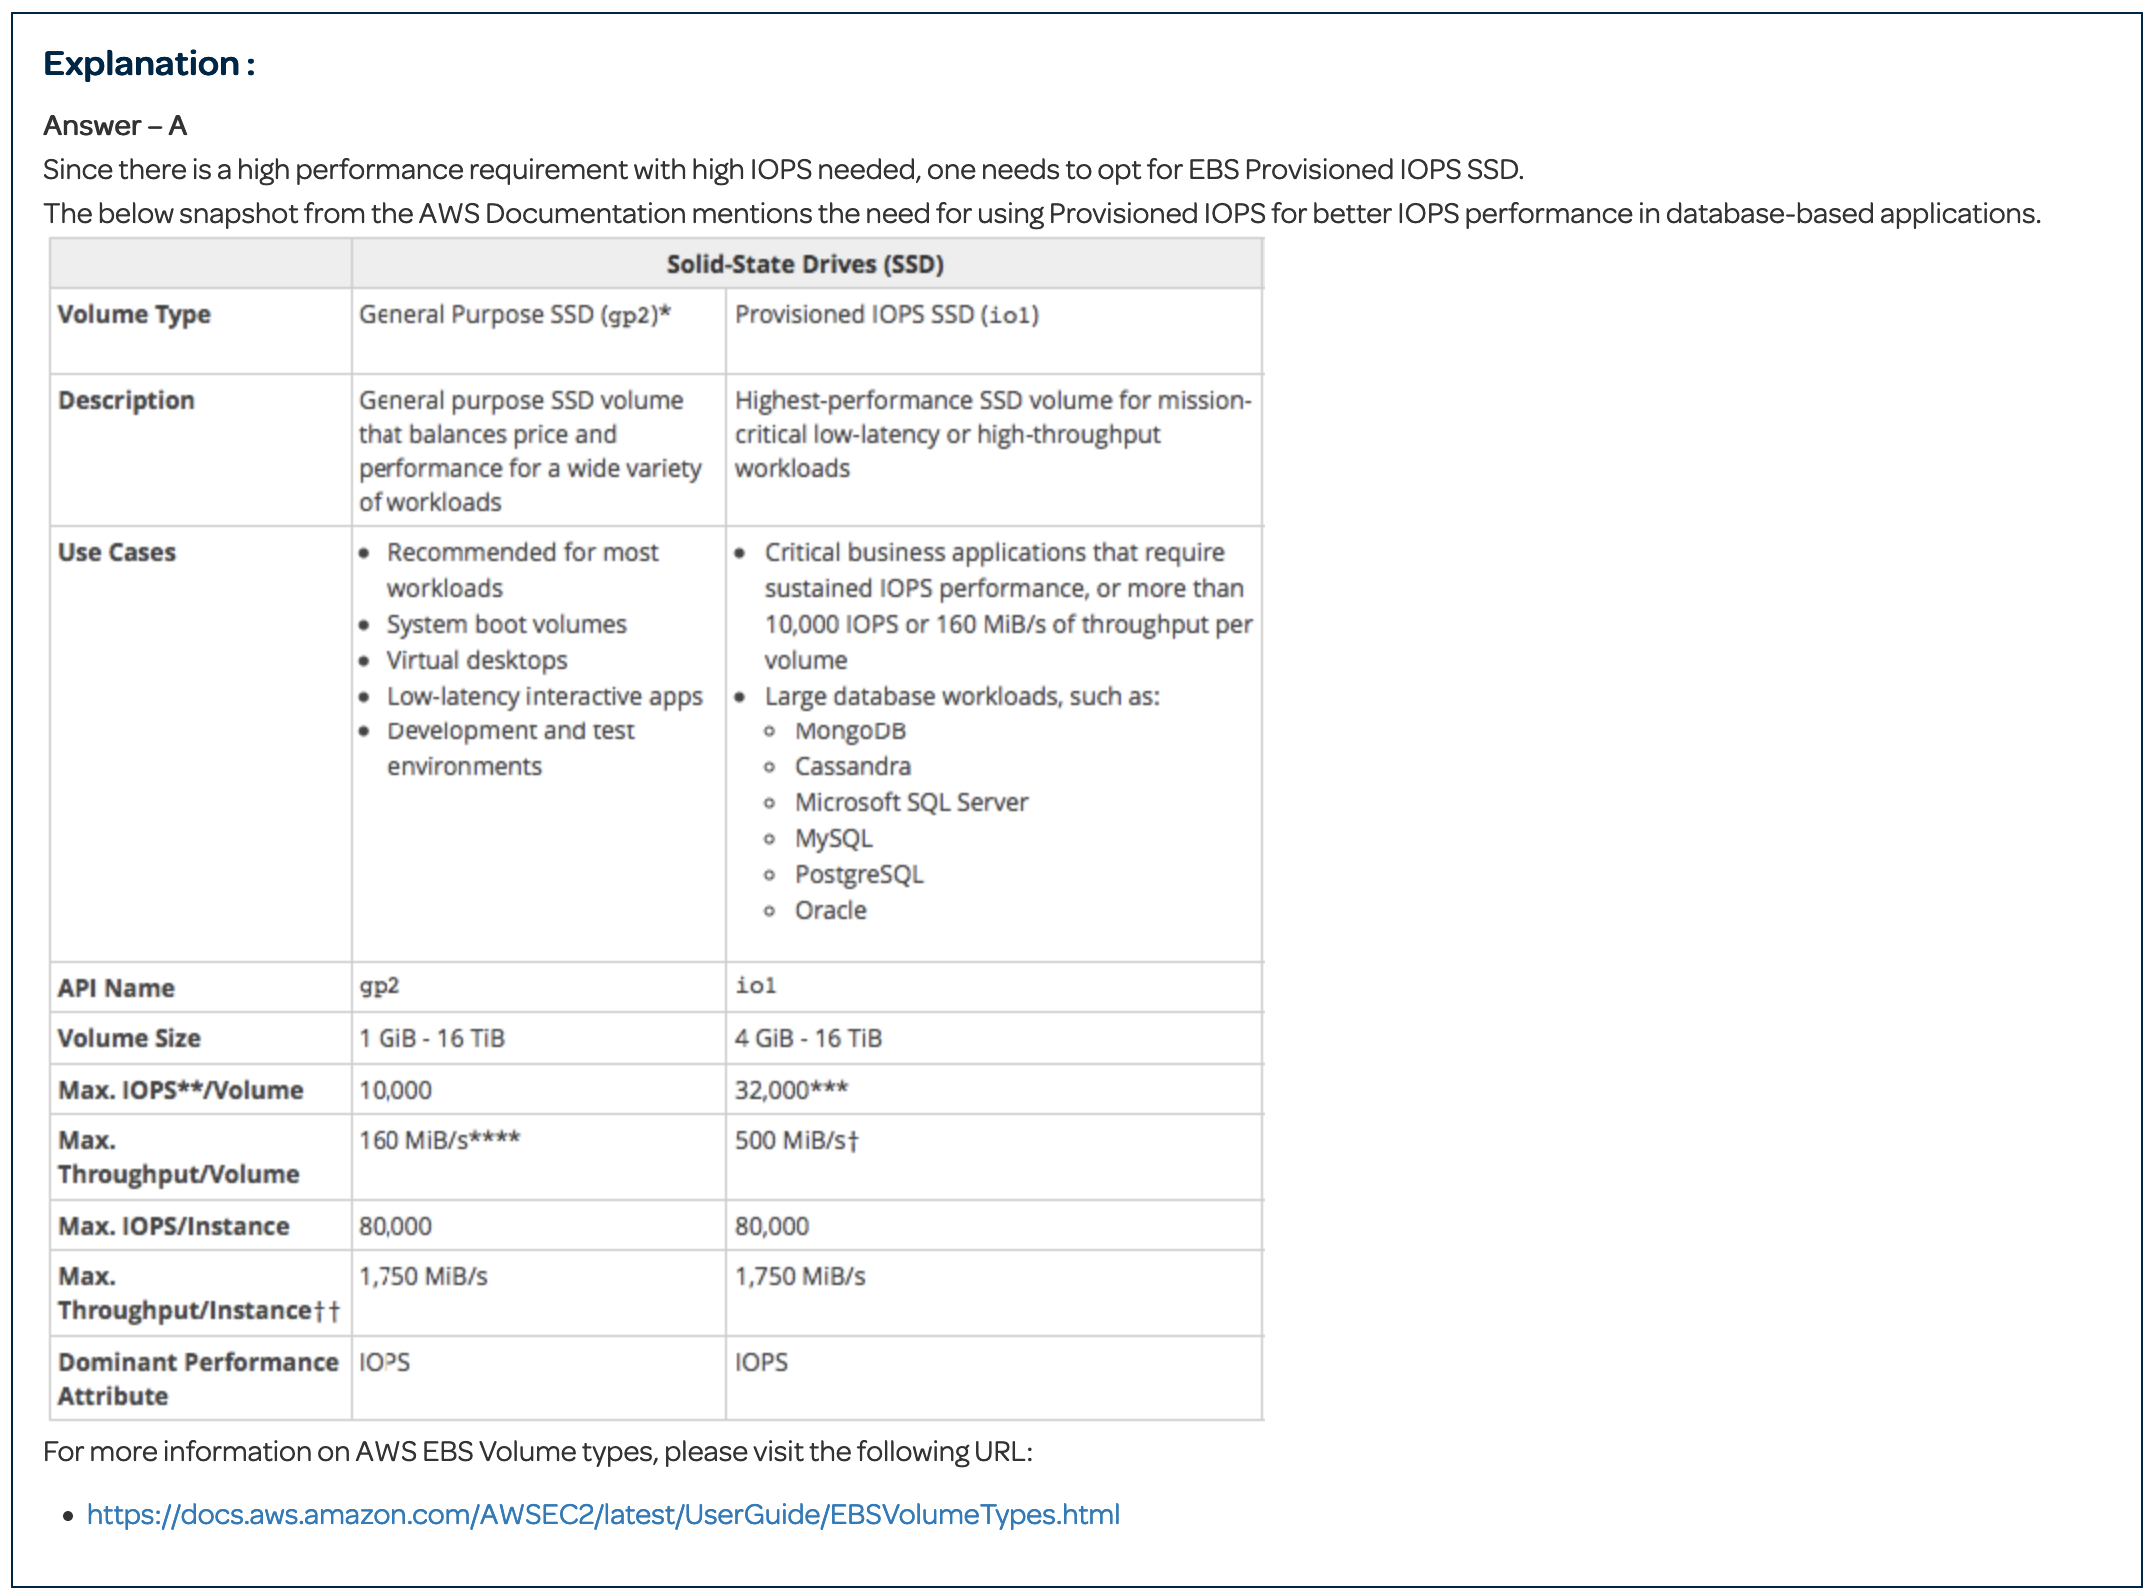 Explanation :
Answer – A
Since there is a high performance requirement with high IOPS needed, one needs to opt for EBS Provisioned IOPS SSD.
The below snapshot from the AWS Documentation mentions the need for using Provisioned IOPS for better IOPS performance in database-based applications.
Solid-State Drives (SSD)
Volume Type
General Purpose SSD (gp2)*
Provisioned IOPS SSD (io1)
Description
General purpose SSD volume
that balances price and
performance for a wide variety
of workloads
Highest-performance SSD volume for mission-
critical low-latency or high-throughput
workloads
Use Cases
• Recommended for most
workloads
• System boot volumes
• Virtual desktops
• Low-latency interactive apps
• Development and test
environments
• Critical business applications that require
sustained IOPS performance, or more than
10,000 IOPS or 160 MiB/s of throughput per
volume
• Large database workloads, such as:
◦ MongoDB
◦ Cassandra
◦ Microsoft SQL Server
◦ MySQL
◦ PostgreSQL
◦ Oracle
API Name
gp2
io1
Volume Size
1 GiB - 16 TiB
4 GiB - 16 TiB
Max. IOPS**/Volume
10,000
32,000***
Max.
Throughput/Volume
160 MiB/s****
500 MiB/s†
Max. IOPS/Instance
80,000
80,000
Max.
Throughput/Instance††
1,750 MiB/s
1,750 MiB/s
Dominant Performance
Attribute
IOPS
IOPS
For more information on AWS EBS Volume types, please visit the following URL:
• https://docs.aws.amazon.com/AWSEC2/latest/UserGuide/EBSVolumeTypes.html